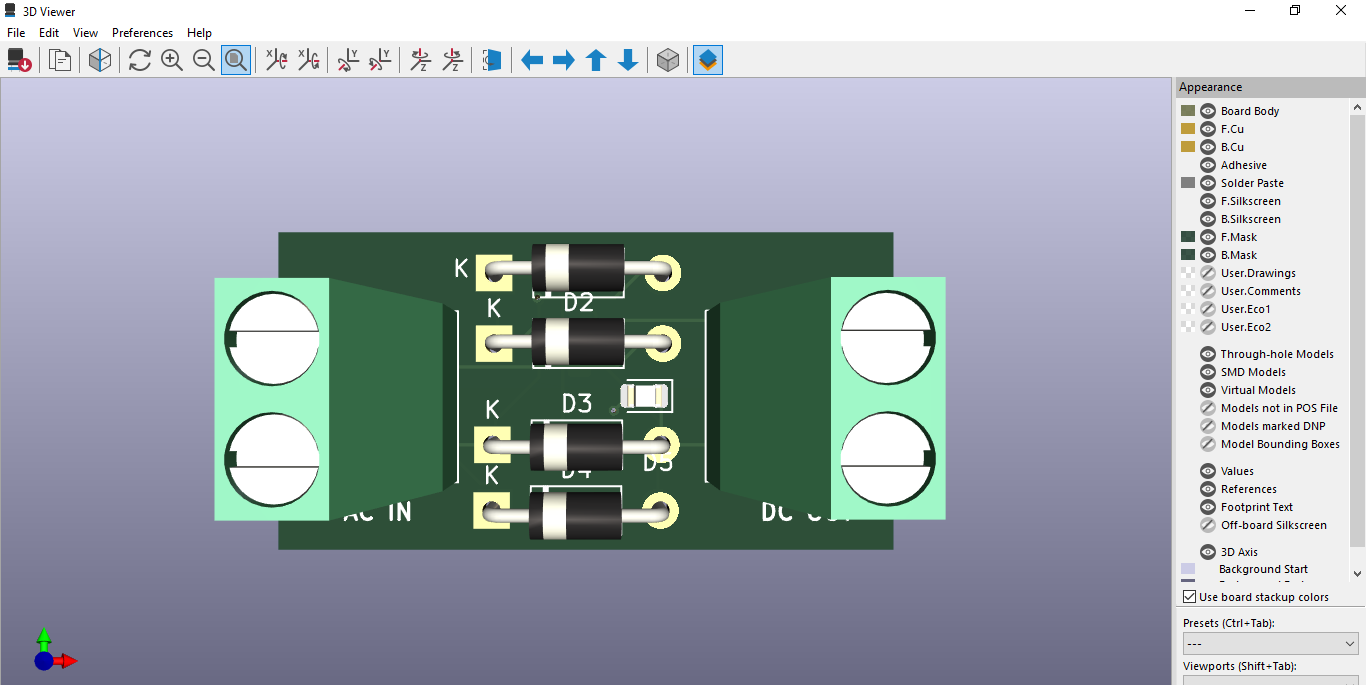 3D Viewer
File Edit View Preferences Help
Appearance
Board Body
F.Cu
B.Cu
Adhesive
Solder Paste
F.Silkscreen
B.Silkscreen
F.Mask
B.Mask
User.Drawings
User.Comments
User.Eco1
User.Eco2
Through-hole Models
SMD Models
Virtual Models
Models not in POS File
Models marked DNP
Model Bounding Boxes
Values
References
Footprint Text
Off-board Silkscreen
3D Axis
Background Start
Use board stackup colors
Presets (Ctrl+Tab):
---
Viewports (Shift+Tab):
K
D2
K
D3
K
D5
D4
K
AC IN
DC OUT
X X Y Y Z Z